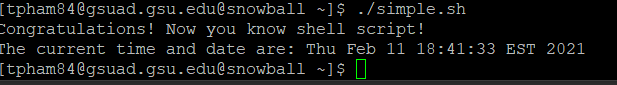 [tpham84@gsuad.gsu.edu@snowball ~]$ ./simple.sh
Congratulations! Now you know shell script!
The current time and date are: Thu Feb 11 18:41:33 EST 2021
[tpham84@gsuad.gsu.edu@snowball ~]$